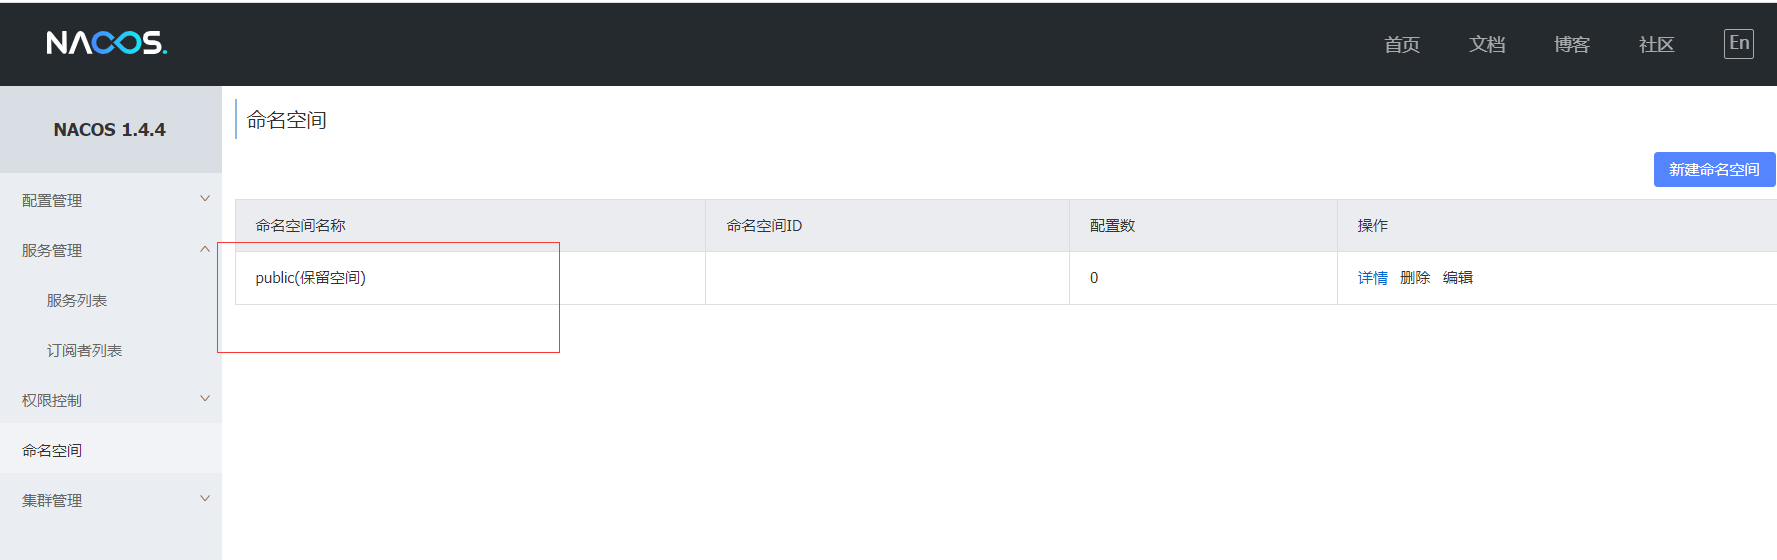 NACOS.
首页 文档 博客 社区 En
NACOS 1.4.4
配置管理
服务管理
服务列表
订阅者列表
权限控制
命名空间
集群管理
命名空间
新建命名空间
命名空间名称 命名空间ID 配置数 操作
public(保留空间) 0 详情 删除 编辑